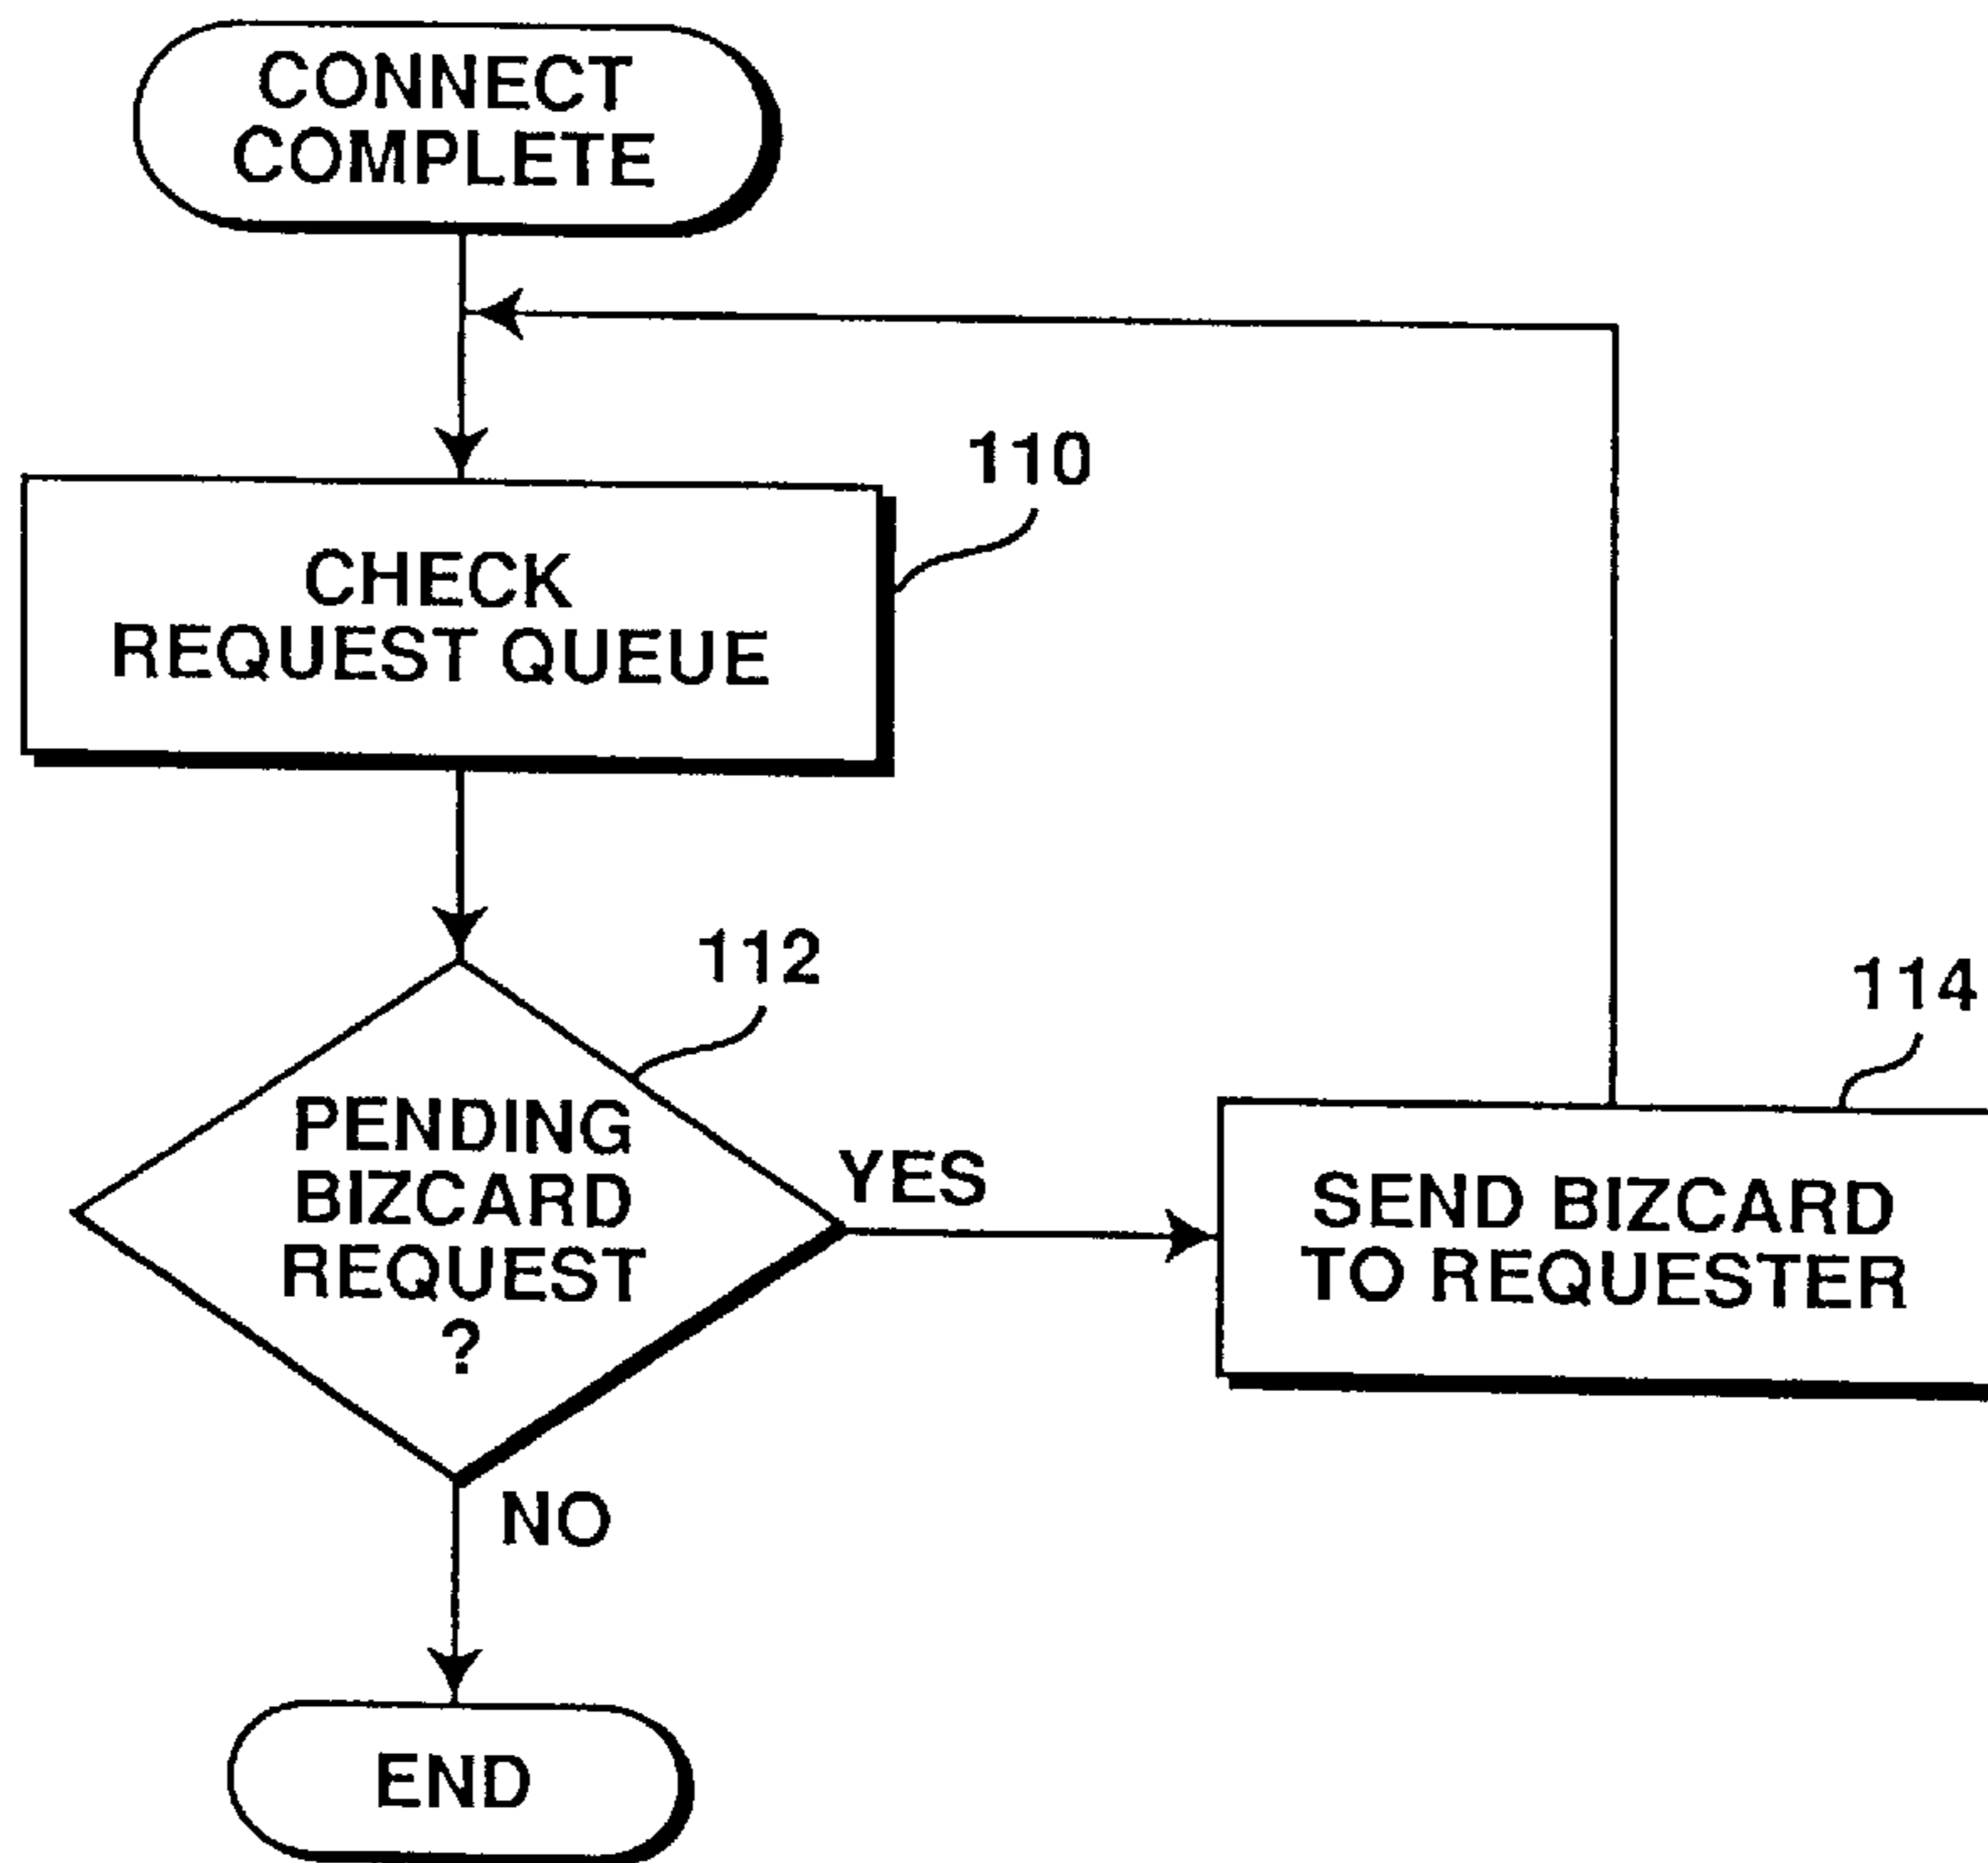 CONNECT
COMPLETE
110
CHECK
REQUEST QUEUE
112
114
PENDING
BIZCARD
REQUEST
?
YES
SEND BIZCARD
TO REQUESTER
NO
END